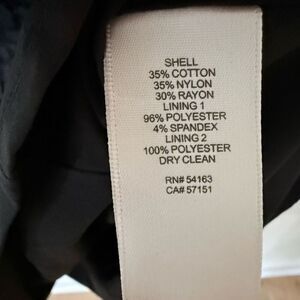 SHELL
35% COTTON
35% NYLON
30% RAYON
LINING 1
96% POLYESTER
4% SPANDEX
LINING 2
100% POLYESTER
DRY CLEAN
RN# 54163
CA# 57151